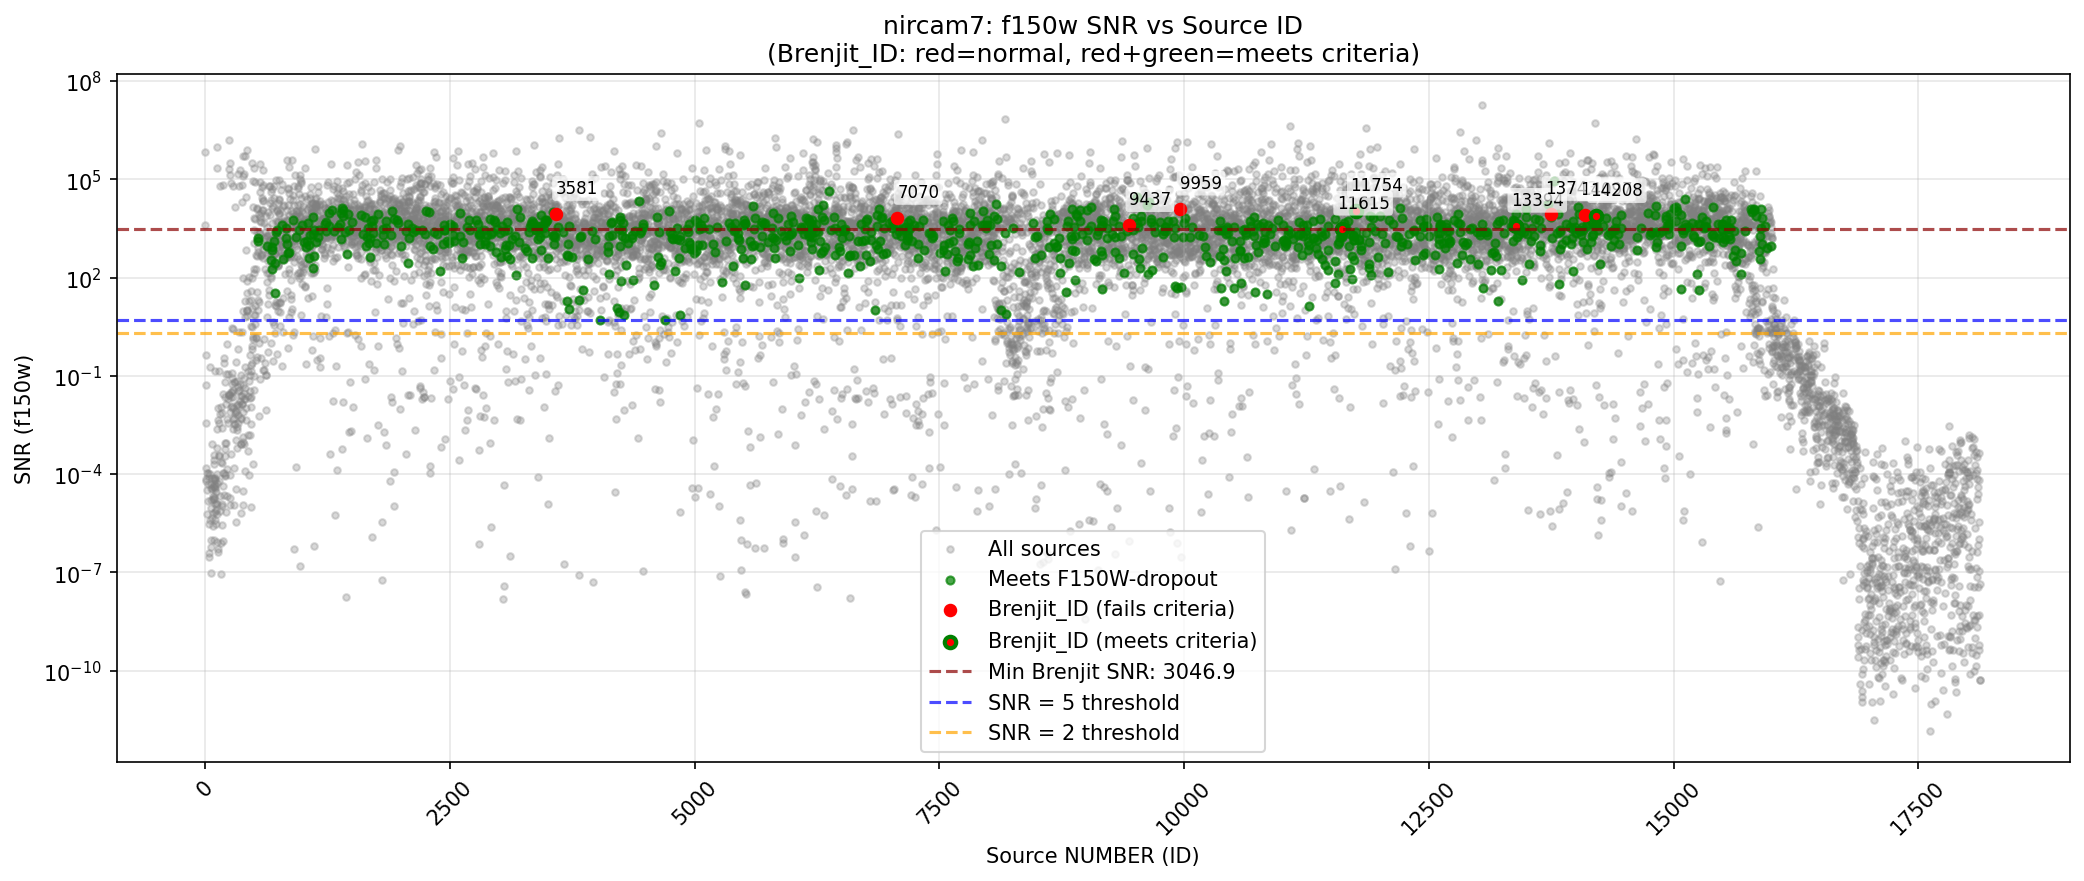 nircam7: f150w SNR vs Source ID
(Brenjit_ID: red=normal, red+green=meets criteria)
SNR (f150w)
10^8
10^5
10^2
10^-1
10^-4
10^-7
10^-10
3581
7070
9437
9959
11754
11615
13394
14208
All sources
Meets F150W-dropout
Brenjit_ID (fails criteria)
Brenjit_ID (meets criteria)
Min Brenjit SNR: 3046.9
SNR = 5 threshold
SNR = 2 threshold
0
2500
5000
7500
10000
12500
15000
17500
Source NUMBER (ID)